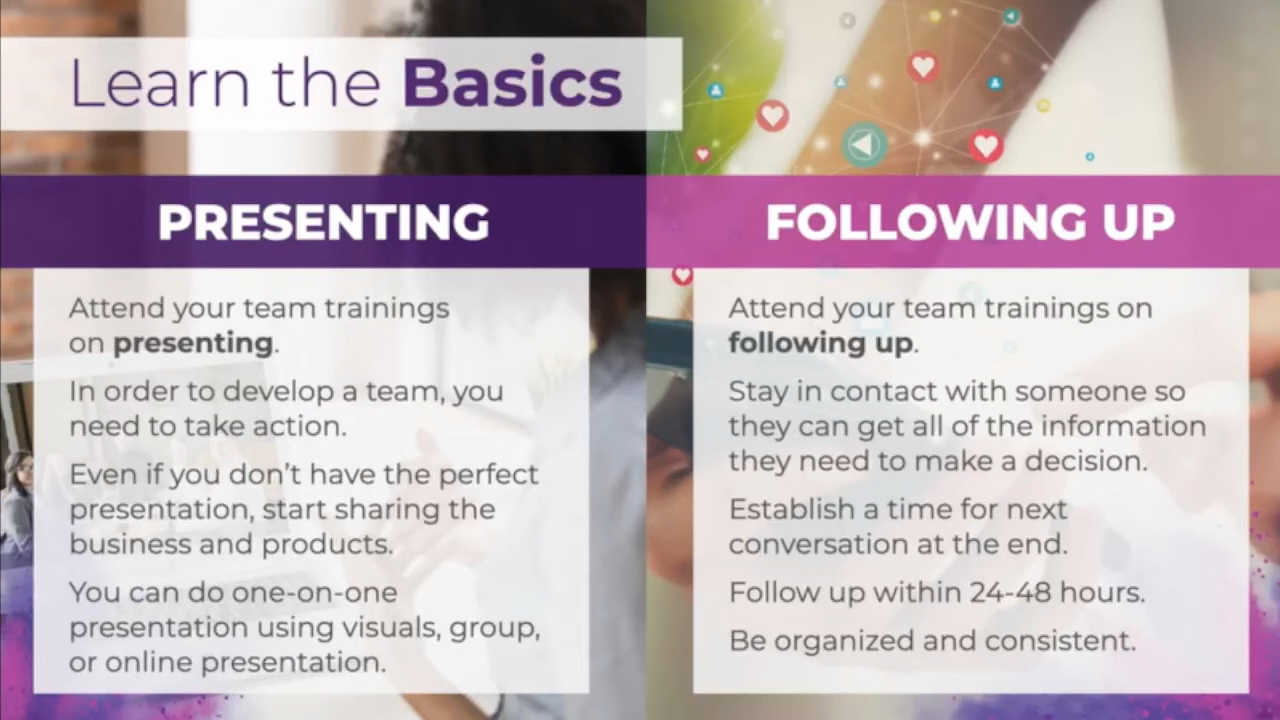 Learn the Basics
PRESENTING
Attend your team trainings
on presenting.
In order to develop a team, you
need to take action.
Even if you don’t have the perfect
presentation, start sharing the
business and products.
You can do one-on-one
presentation using visuals, group,
or online presentation.
FOLLOWING UP
Attend your team trainings on
following up.
Stay in contact with someone so
they can get all of the information
they need to make a decision.
Establish a time for next
conversation at the end.
Follow up within 24-48 hours.
Be organized and consistent.